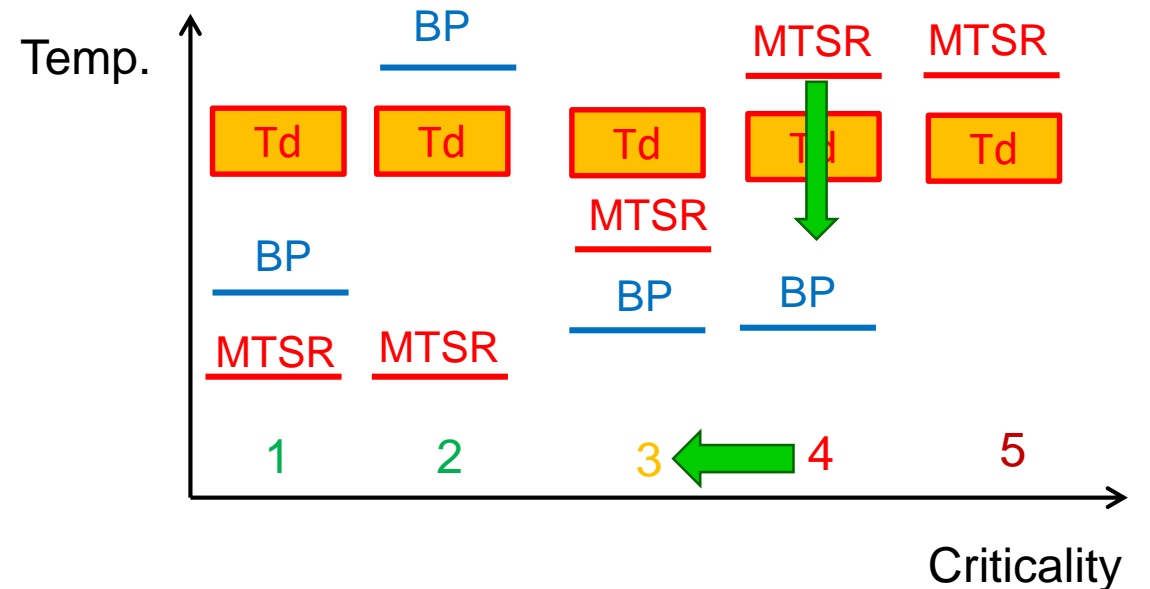 Temp.
BP
MTSR
MTSR
Td
Td
Td
Td
Td
MTSR
BP
BP
BP
MTSR
MTSR
1
2
3
4
5
Criticality